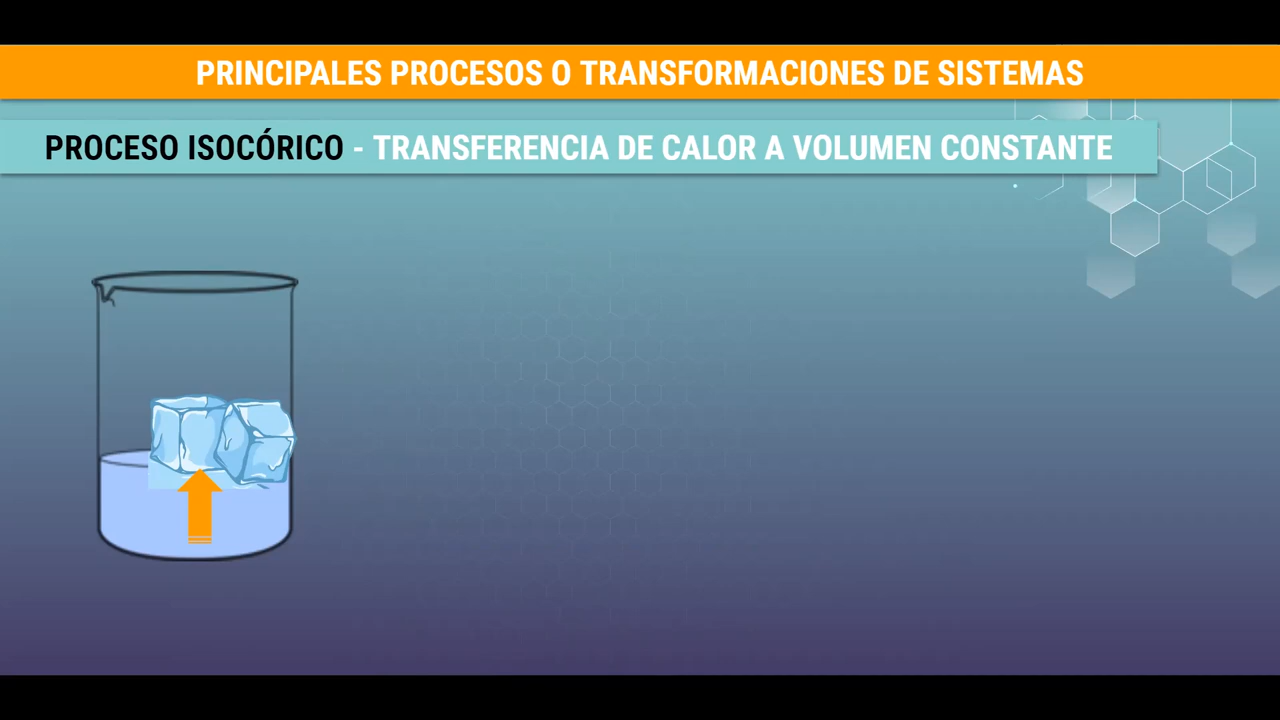 PRINCIPALES PROCESOS O TRANSFORMACIONES DE SISTEMAS
PROCESO ISOCÓRICO - TRANSFERENCIA DE CALOR A VOLUMEN CONSTANTE